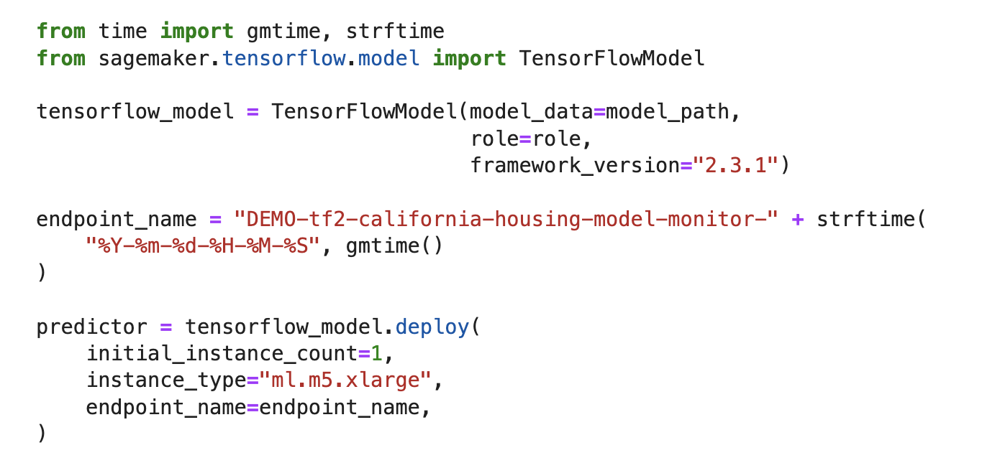 from time import gmtime, strftime
from sagemaker.tensorflow.model import TensorFlowModel

tensorflow_model = TensorFlowModel(model_data=model_path,
                                   role=role,
                                   framework_version="2.3.1")

endpoint_name = "DEMO-tf2-california-housing-model-monitor-" + strftime(
    "%Y-%m-%d-%H-%M-%S", gmtime()
)

predictor = tensorflow_model.deploy(
    initial_instance_count=1,
    instance_type="ml.m5.xlarge",
    endpoint_name=endpoint_name,
)